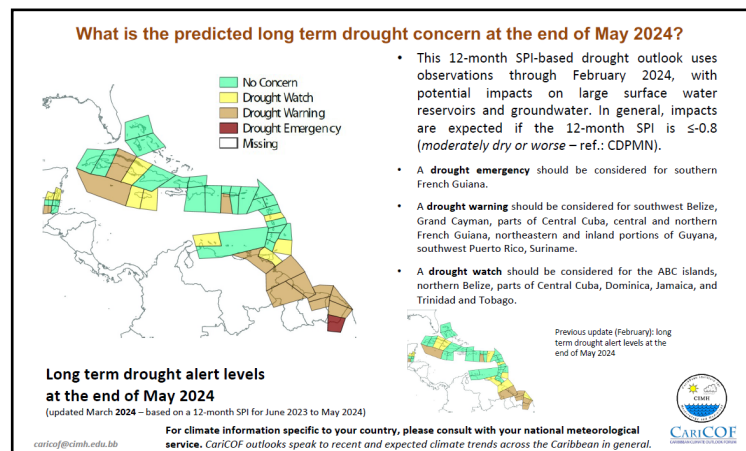 What is the predicted long term drought concern at the end of May 2024?
No Concern
Drought Watch
Drought Warning
Drought Emergency
Missing
• This 12-month SPI-based drought outlook uses
observations through February 2024, with
potential impacts on large surface water
reservoirs and groundwater. In general, impacts
are expected if the 12-month SPI is ≤-0.8
(moderately dry or worse – ref.: CDPMN).
• A drought emergency should be considered for southern
French Guiana.
• A drought warning should be considered for southwest Belize,
Grand Cayman, parts of Central Cuba, central and northern
French Guiana, northeastern and inland portions of Guyana,
southwest Puerto Rico, Suriname.
• A drought watch should be considered for the ABC islands,
northern Belize, parts of Central Cuba, Dominica, Jamaica, and
Trinidad and Tobago.
Previous update (February): long
term drought alert levels at the
end of May 2024
Long term drought alert levels
at the end of May 2024
(updated March 2024 – based on a 12-month SPI for June 2023 to May 2024)
CIMH
CARICOF
CARIBBEAN CLIMATE OUTLOOK FORUM
For climate information specific to your country, please consult with your national meteorological
service. CariCOF outlooks speak to recent and expected climate trends across the Caribbean in general.
caricof@cimh.edu.bb